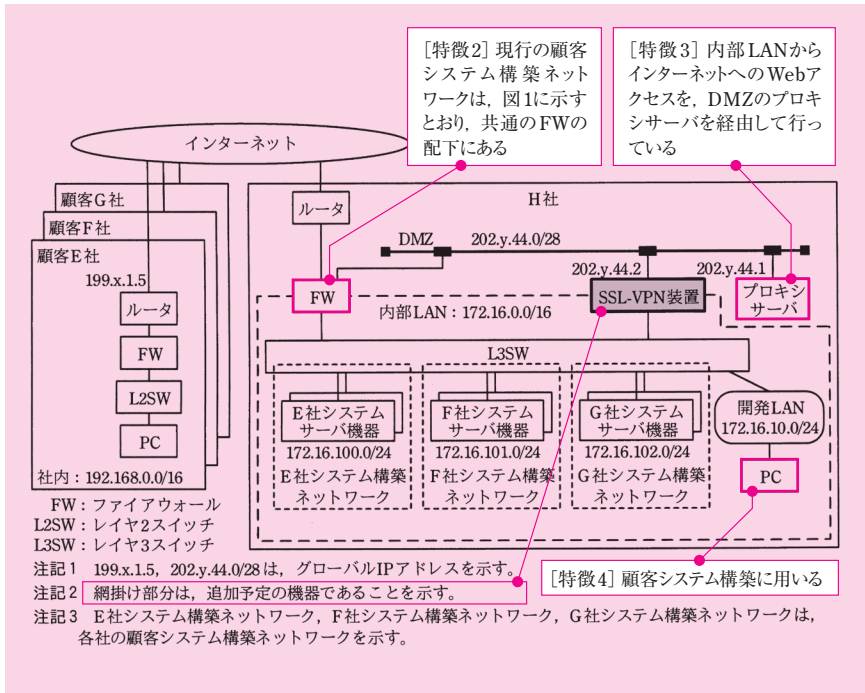 [特徴2] 現行の顧客
システム構築ネット
ワークは，図1に示す
とおり，共通のFWの
配下にある
[特徴3] 内部LANから
インターネットへのWebア
クセスを，DMZのプロキ
シサーバを経由して行っ
ている
インターネット
顧客G社
顧客F社
顧客E社
199.x.1.5
ルータ
FW
L2SW
PC
社内：192.168.0.0/16
H社
ルータ
DMZ 202.y.44.0/28
202.y.44.2
202.y.44.1
FW
SSL-VPN装置
プロキシ
サーバ
内部LAN：172.16.0.0/16
L3SW
E社システム
サーバ機器
172.16.100.0/24
E社システム構築
ネットワーク
F社システム
サーバ機器
172.16.101.0/24
F社システム構築
ネットワーク
G社システム
サーバ機器
172.16.102.0/24
G社システム構築
ネットワーク
開発LAN
172.16.10.0/24
PC
FW：ファイアウォール
L2SW：レイヤ2スイッチ
L3SW：レイヤ3スイッチ
注記1 199.x.1.5，202.y.44.0/28は，グローバルIPアドレスを示す。
注記2 網掛け部分は，追加予定の機器であることを示す。
注記3 E社システム構築ネットワーク，F社システム構築ネットワーク，G社システム構築ネットワークは，
各社の顧客システム構築ネットワークを示す。
[特徴4] 顧客システム構築に用いる